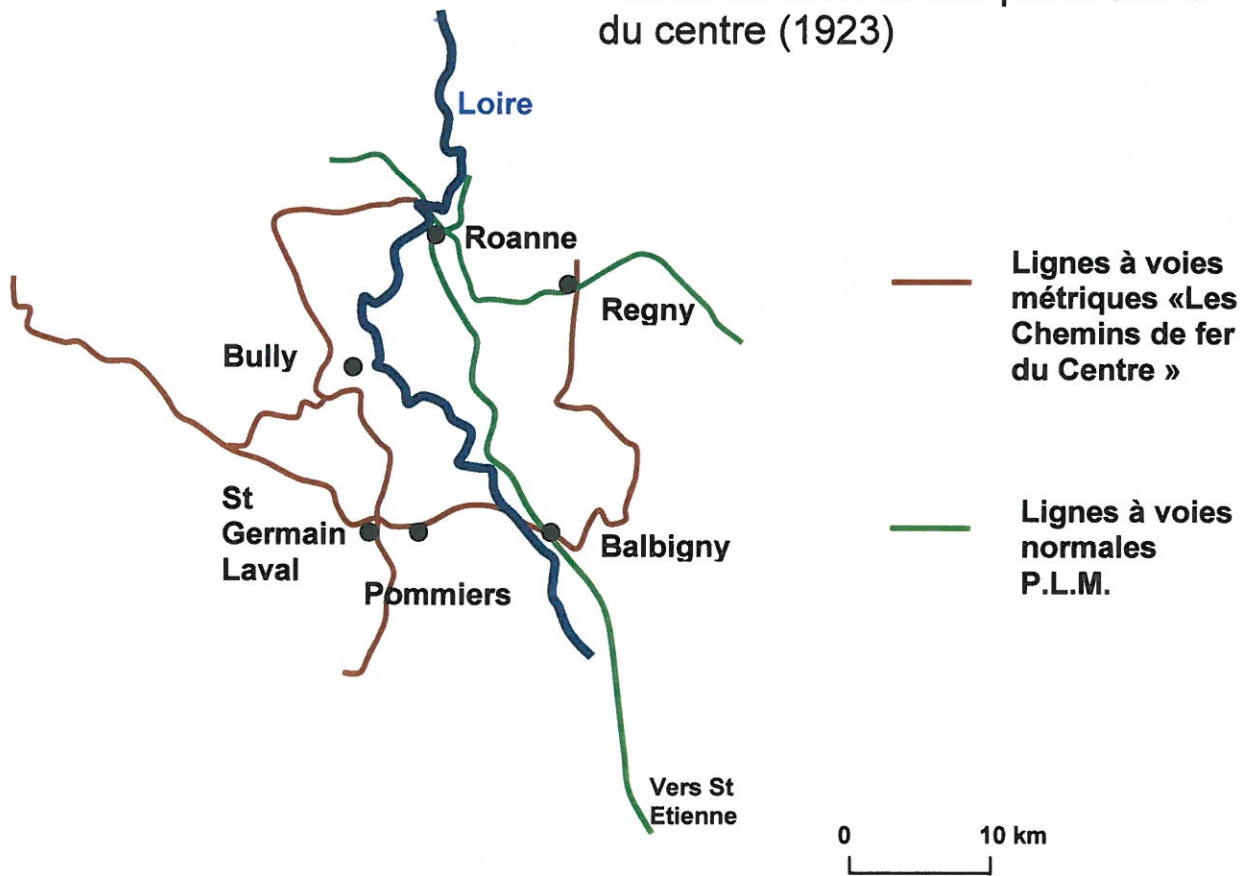 du centre (1923)
Loire
Roanne
Regny
Bully
St
Germain
Laval
Pommiers
Balbigny
Vers St
Etienne
Lignes à voies
métriques «Les
Chemins de fer
du Centre »
Lignes à voies
normales
P.L.M.
0 10 km